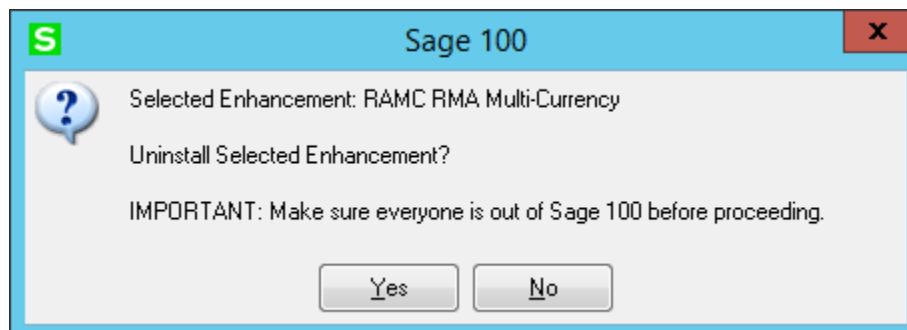 S
Sage 100
x
?
Selected Enhancement: RAMC RMA Multi-Currency
Uninstall Selected Enhancement?
IMPORTANT: Make sure everyone is out of Sage 100 before proceeding.
Yes
No